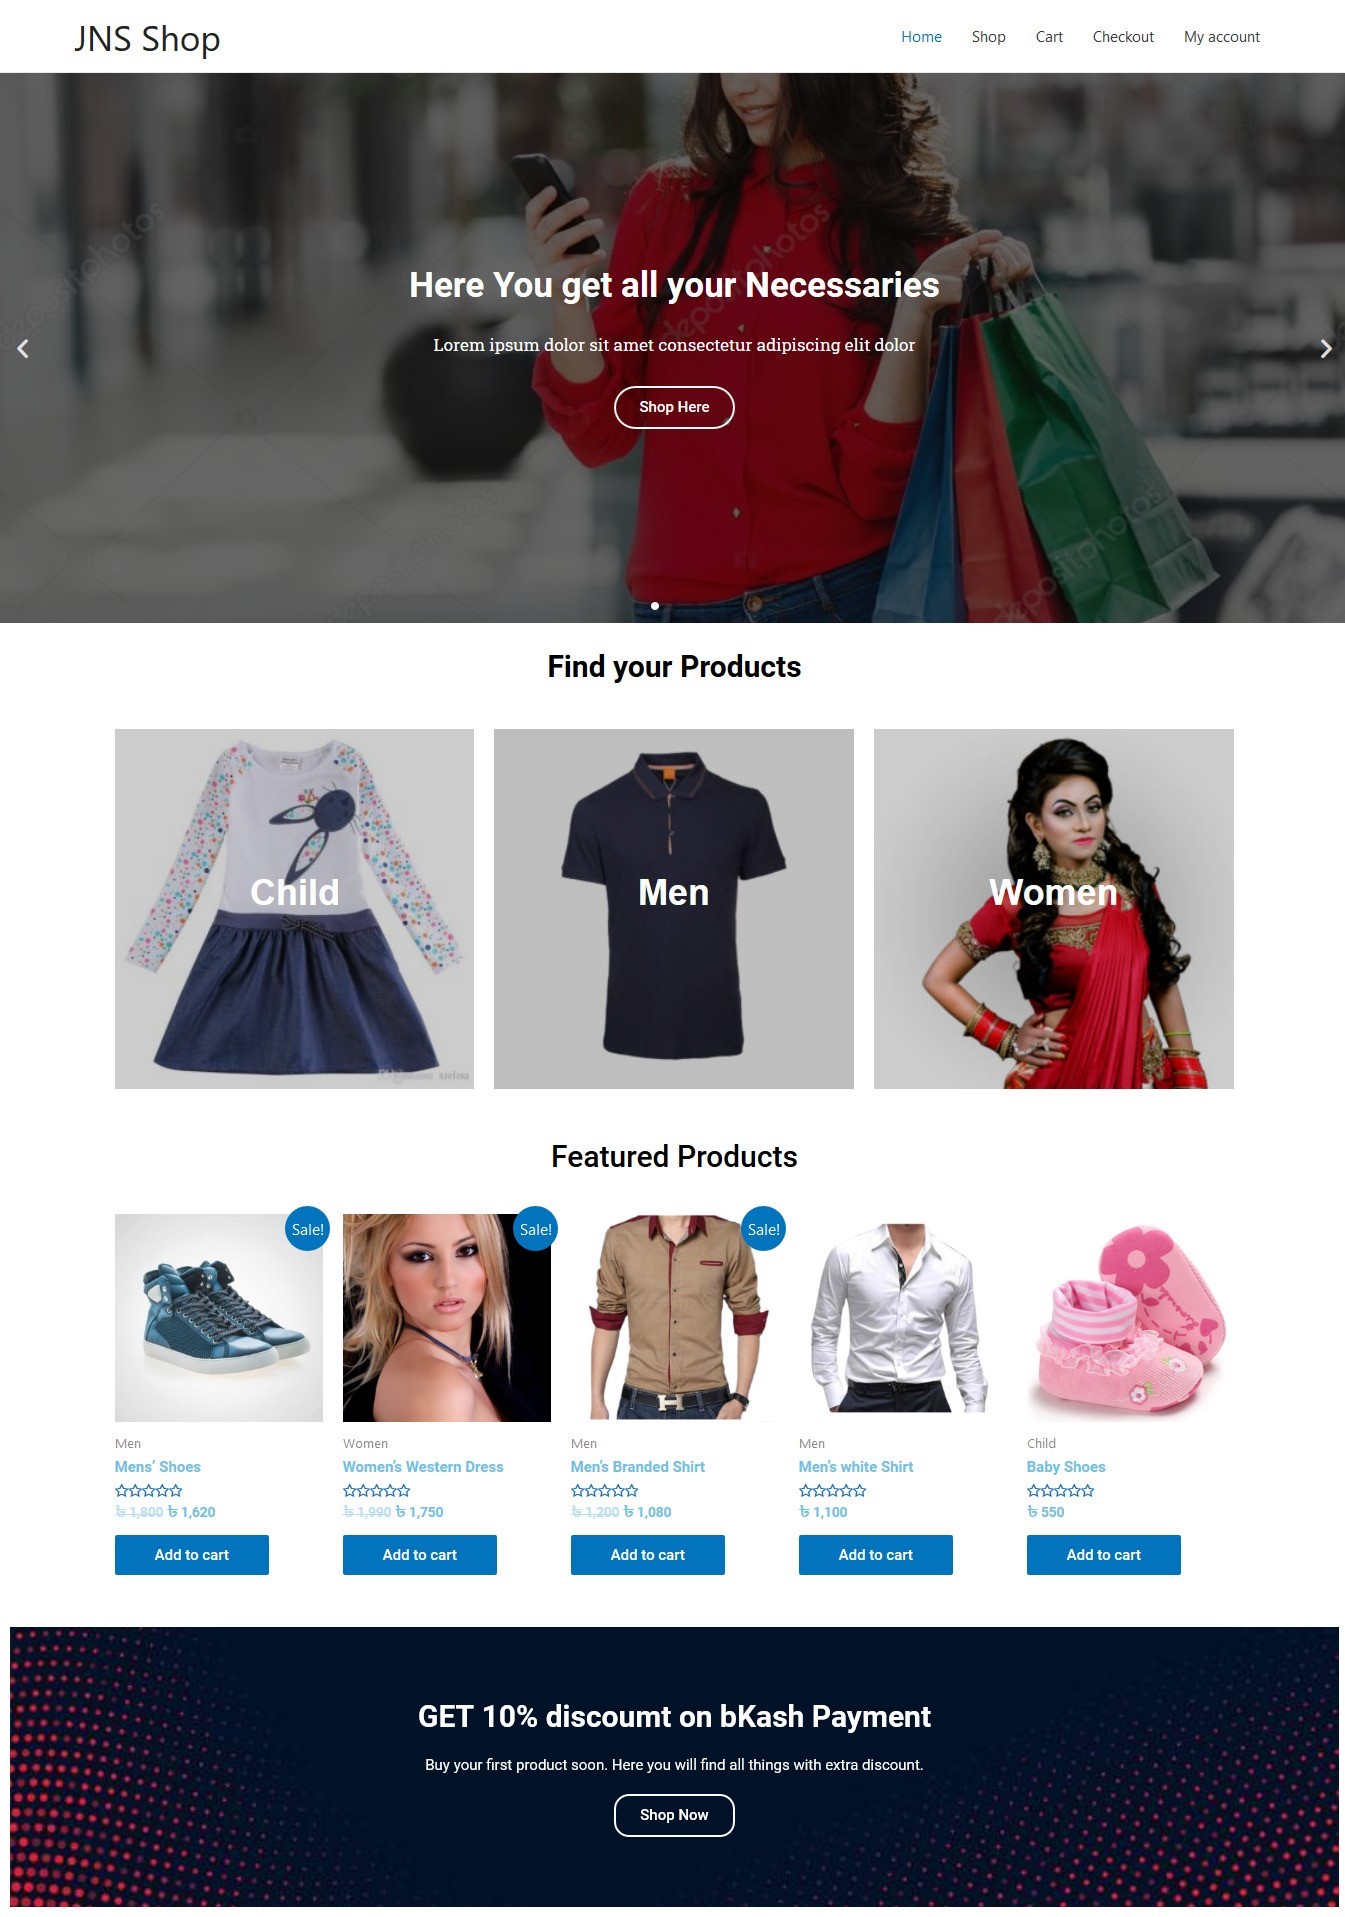 JNS Shop
Home Shop Cart Checkout My account
Here You get all your Necessaries
Lorem ipsum dolor sit amet consectetur adipiscing elit dolor
Shop Here
depositphotos
depositphotos
depositphotos
depositphotos
Find your Products
Child Men Women
Featured Products
Sale! Sale! Sale!
Men Women Men Men Child
Mens’ Shoes Women’s Western Dress Men’s Branded Shirt Men’s white Shirt Baby Shoes
৳ 1,800 ৳ 1,620 ৳ 1,990 ৳ 1,750 ৳ 1,200 ৳ 1,080 ৳ 1,100 ৳ 550
Add to cart Add to cart Add to cart Add to cart Add to cart
GET 10% discoumt on bKash Payment
Buy your first product soon. Here you will find all things with extra discount.
Shop Now